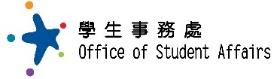 學生事務處
Office of Student Affairs